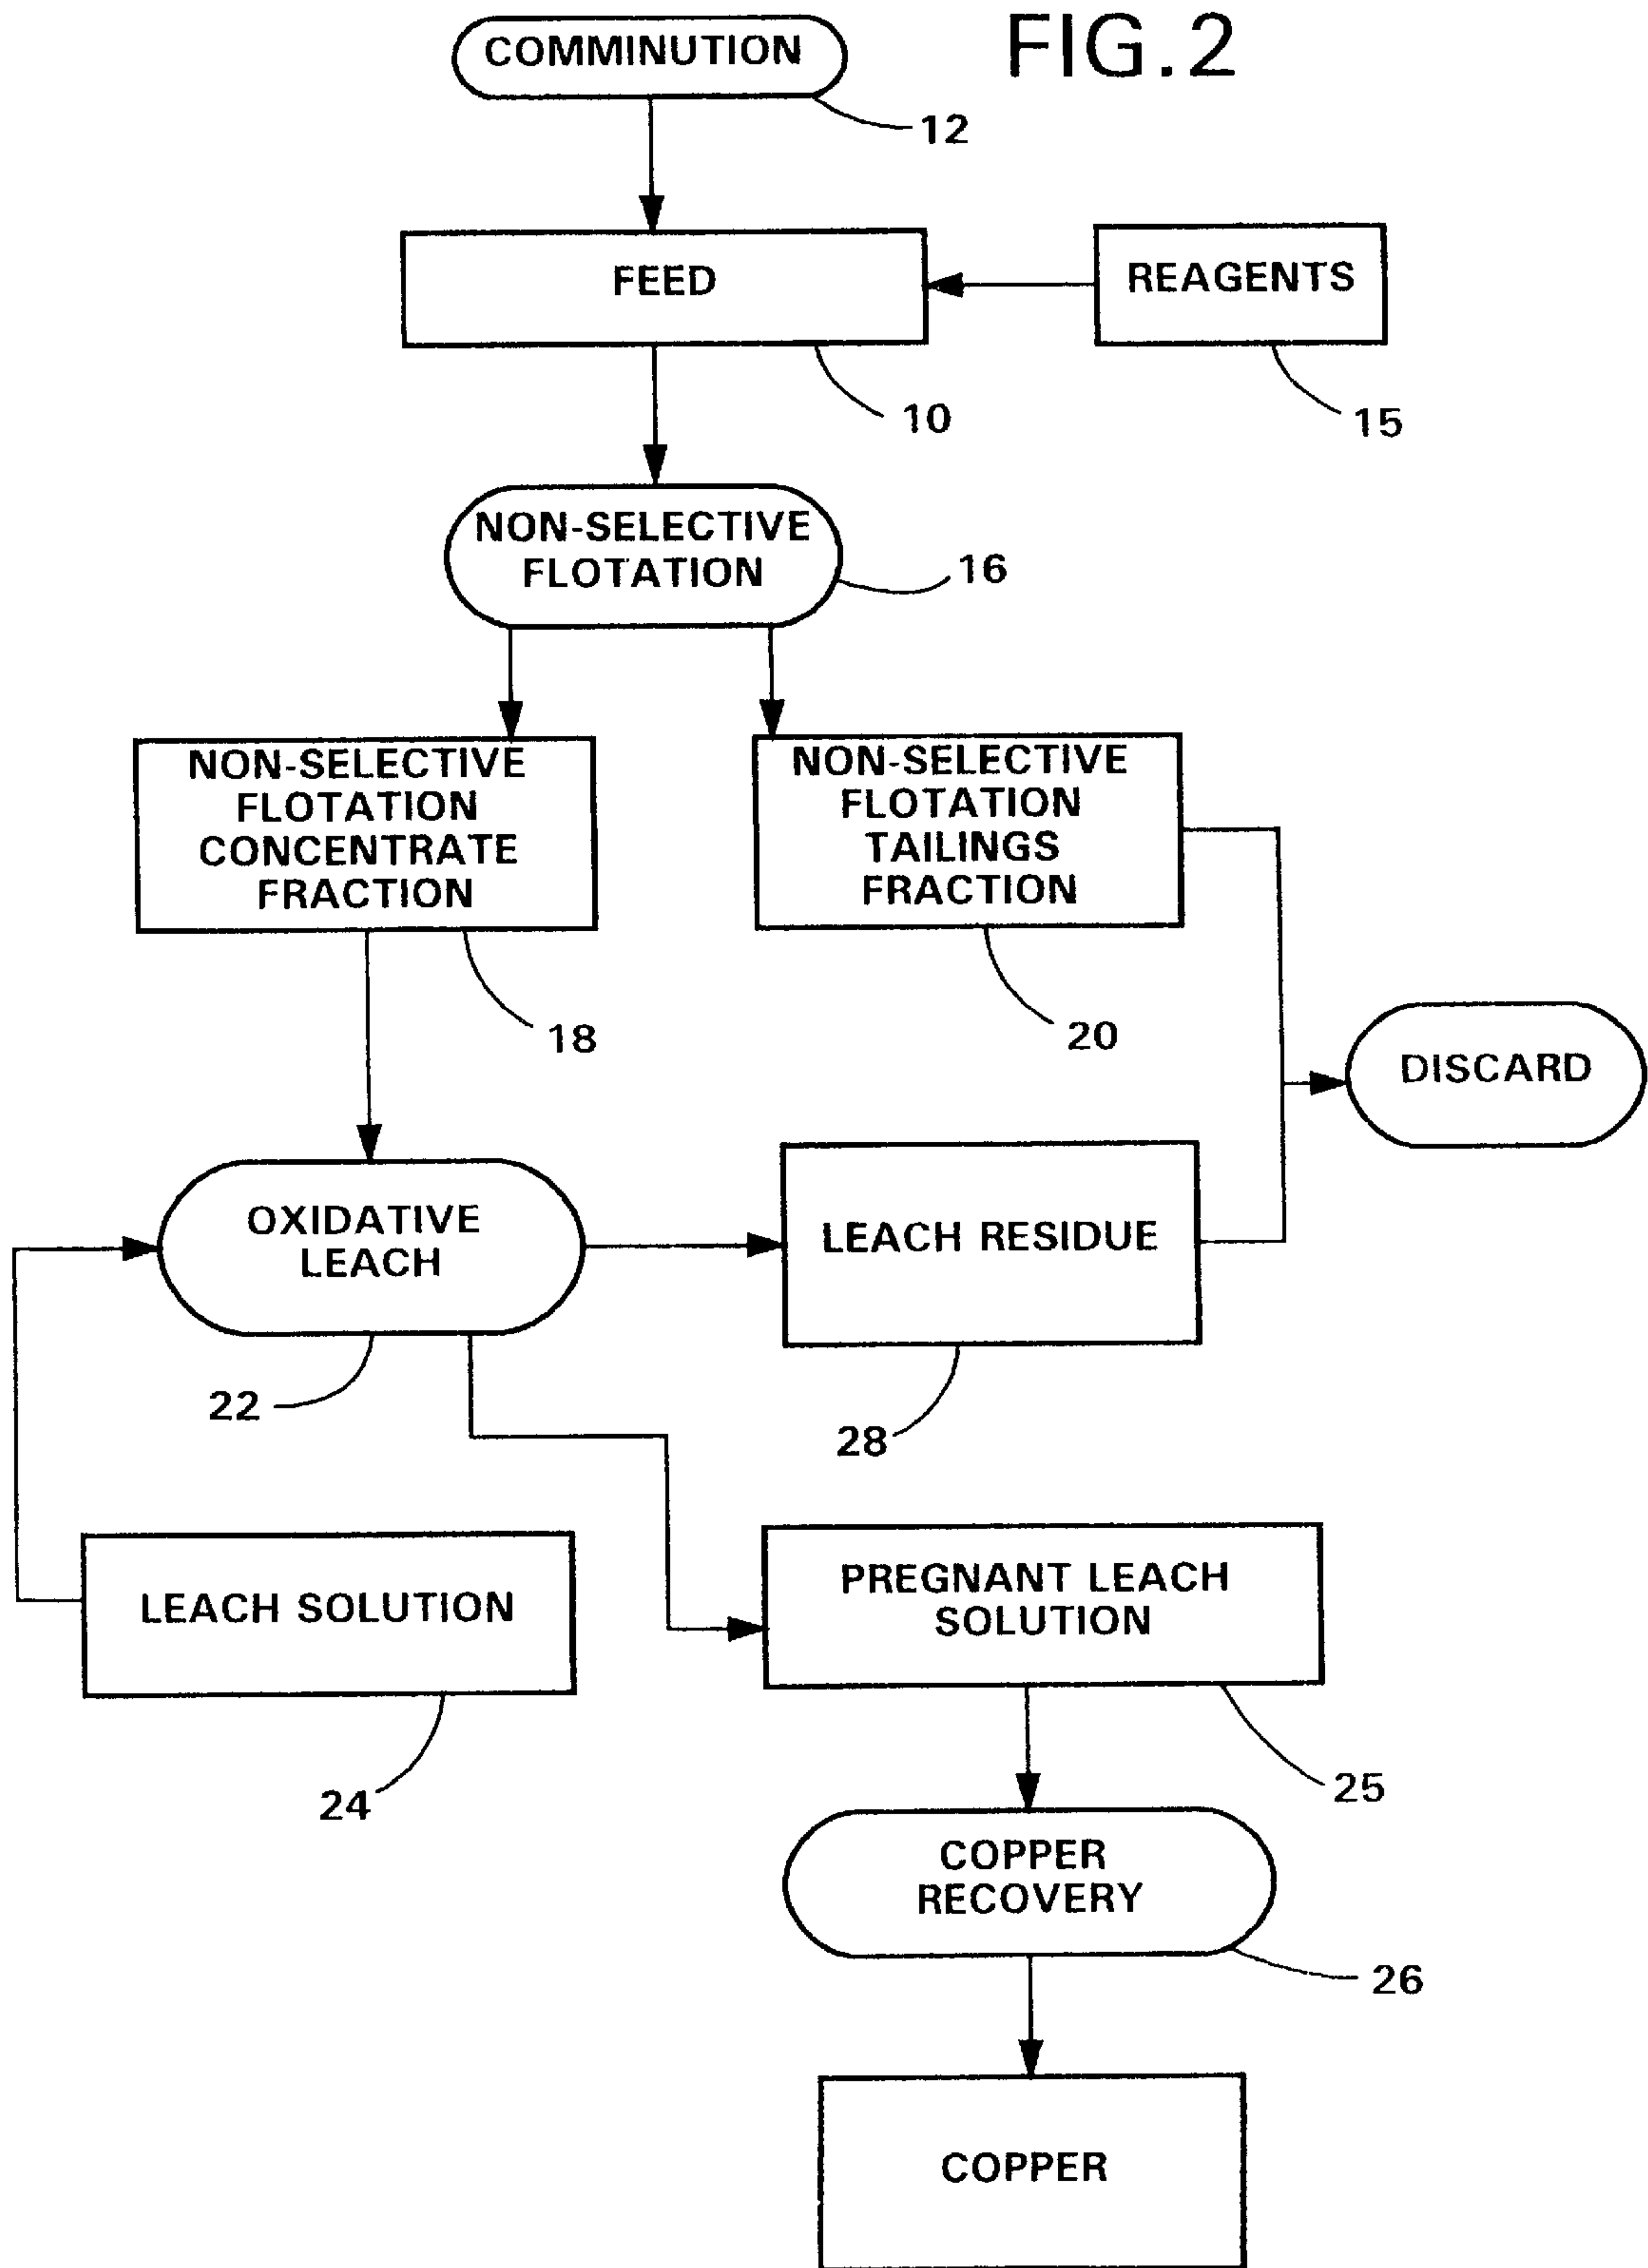 FIG.2
COMMINUTION
12
FEED
REAGENTS
10
15
NON-SELECTIVE
FLOTATION
16
NON-SELECTIVE
FLOTATION
CONCENTRATE
FRACTION
NON-SELECTIVE
FLOTATION
TAILINGS
FRACTION
18
20
DISCARD
OXIDATIVE
LEACH
LEACH RESIDUE
22
28
LEACH SOLUTION
PREGNANT LEACH
SOLUTION
24
25
COPPER
RECOVERY
26
COPPER